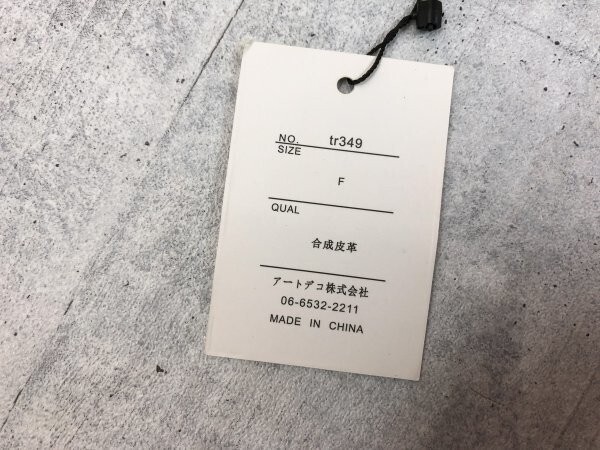 NO. tr349
SIZE
F
QUAL
合成皮革
アートデコ株式会社
06-6532-2211
MADE IN CHINA